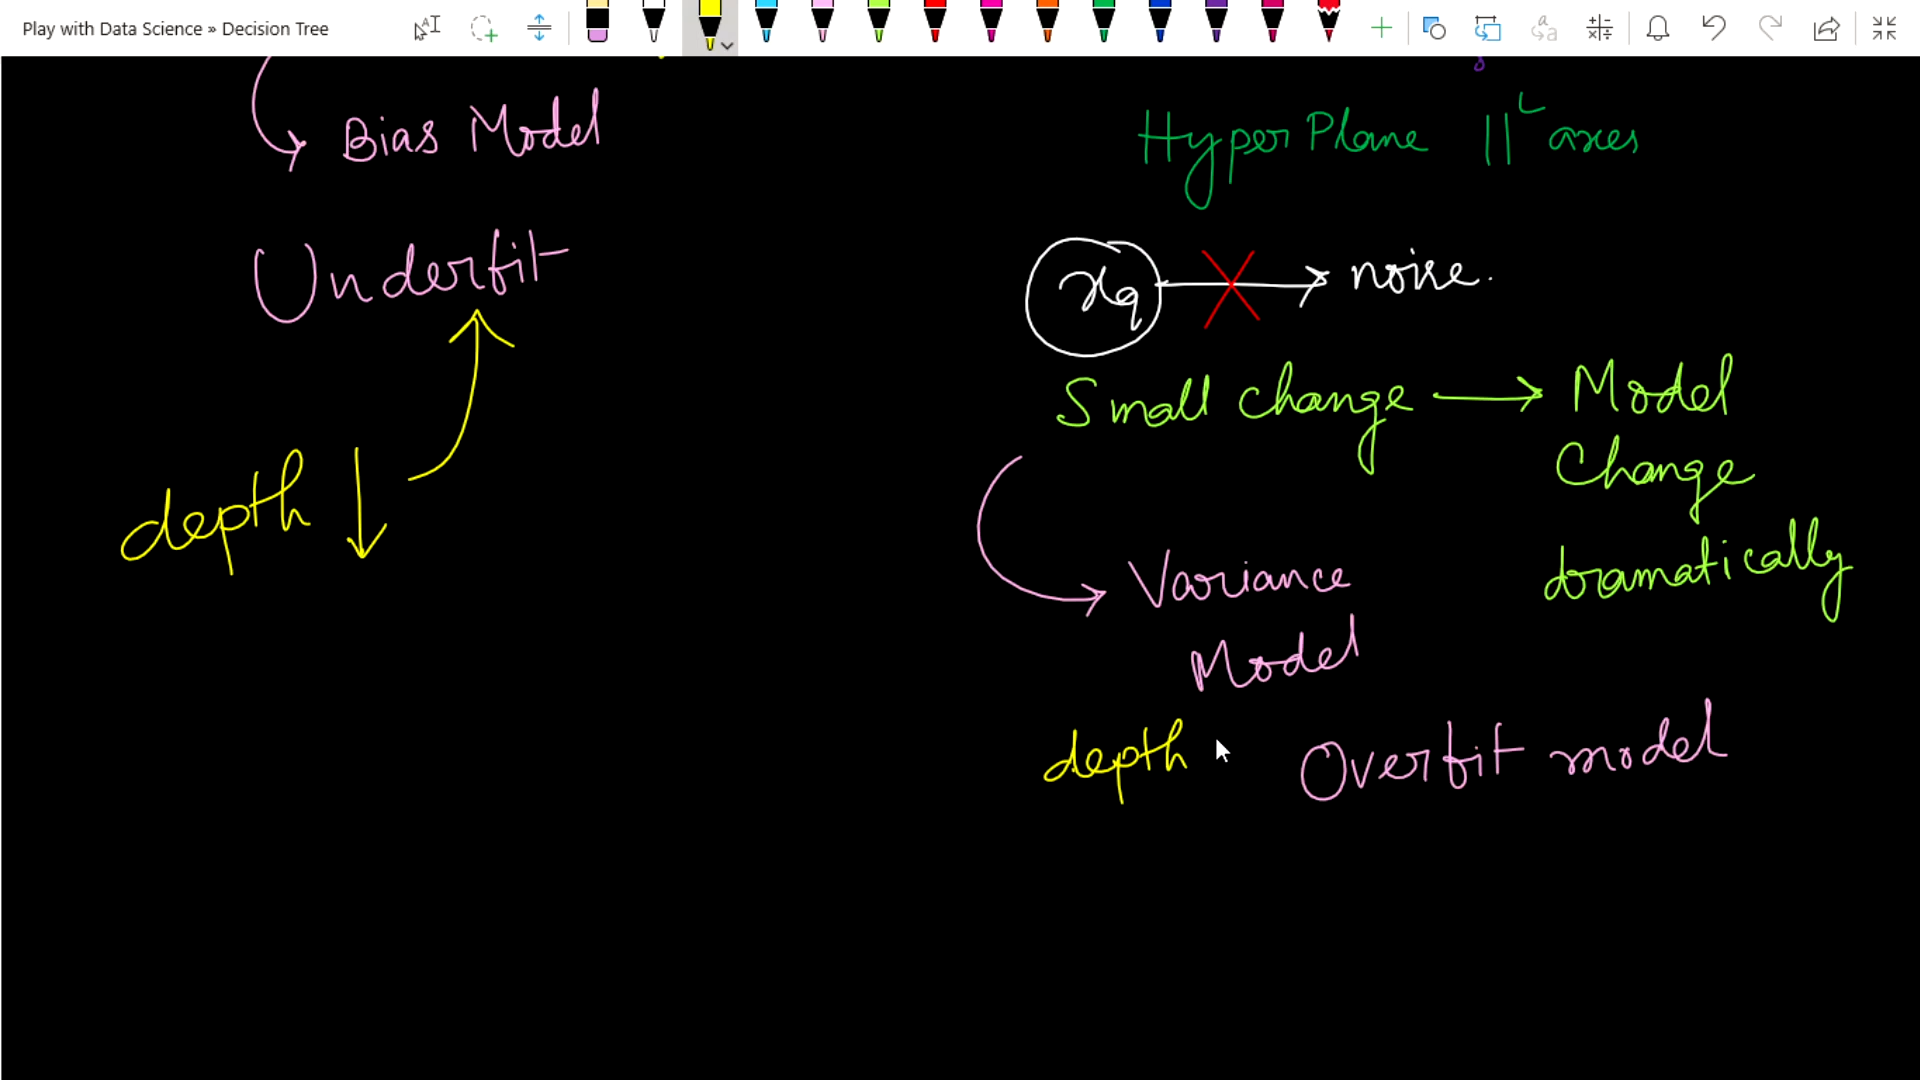 Play with Data Science » Decision Tree
Bias Model
Underfit
depth ↓
Hyper Plane ||L axes
xq → noise.
Small change → Model
Change
dramatically
Variance
Model
depth
Overfit model